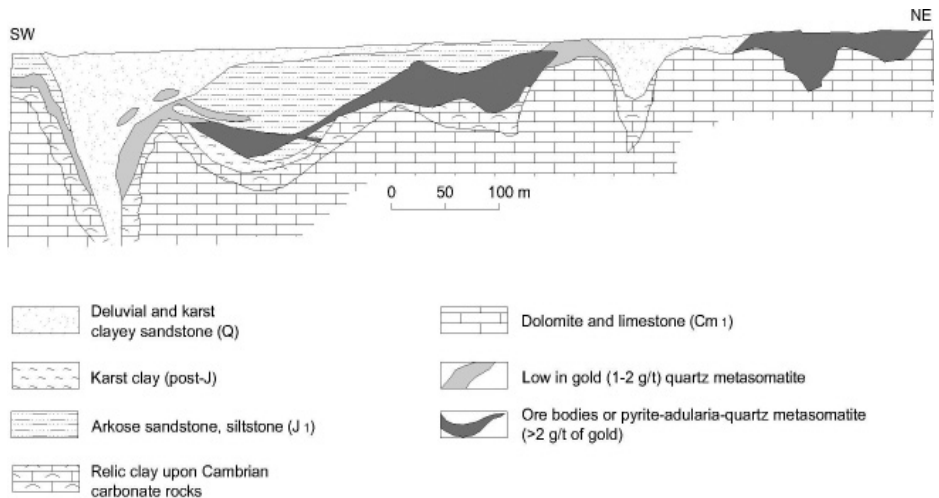 SW
NE
0 50 100 m
Deluvial and karst
clayey sandstone (Q)
Karst clay (post-J)
Arkose sandstone, siltstone (J 1)
Relic clay upon Cambrian
carbonate rocks
Dolomite and limestone (Cm 1)
Low in gold (1-2 g/t) quartz metasomatite
Ore bodies or pyrite-adularia-quartz metasomatite
(>2 g/t of gold)